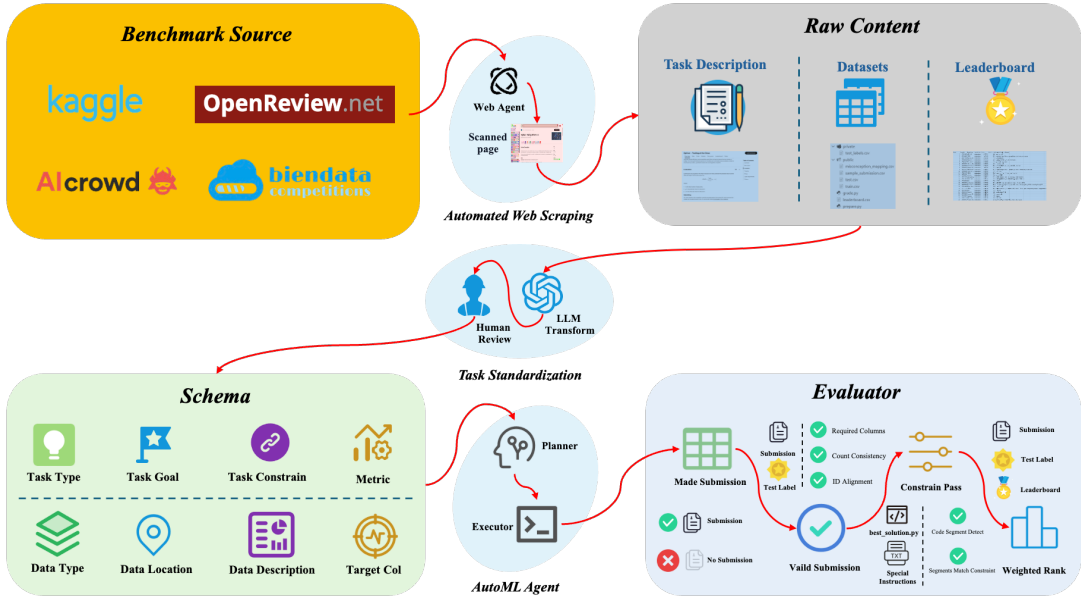 Benchmark Source
kaggle
OpenReview.net
AIcrowd
biendata
competitions
Web Agent
Scanned
page
Automated Web Scraping
Raw Content
Task Description
Datasets
Leaderboard
LLM
Transform
Human
Review
Task Standardization
Schema
Task Type
Task Goal
Task Constrain
Metric
Data Type
Data Location
Data Description
Target Col
Planner
Executor
AutoML Agent
Evaluator
Made Submission
Submission
Test Label
Required Columns
Count Consistency
ID Alignment
Constrain Pass
Submission
Test Label
Leaderboard
Submission
No Submission
Vaild Submission
best_solution.py
TXT
Special
Instructions
Code Segment Detect
Segments Match Constraint
Weighted Rank